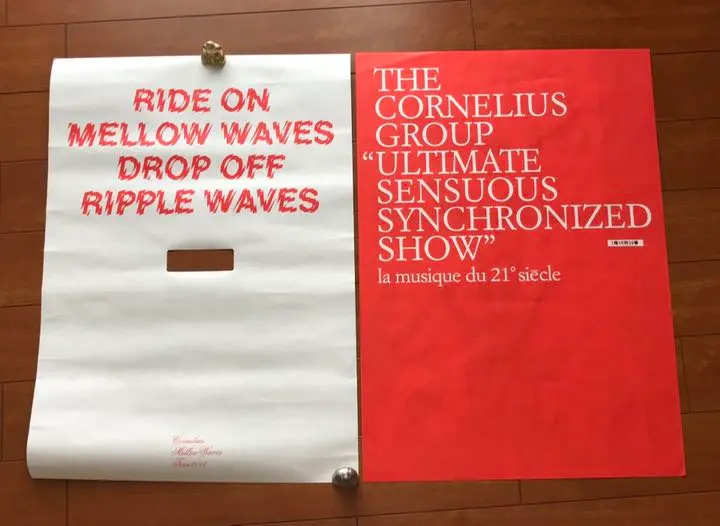 RIDE ON
MELLOW WAVES
DROP OFF
RIPPLE WAVES
Cornelius
Mellow Waves
THE
CORNELIUS
GROUP
“ULTIMATE
SENSUOUS
SYNCHRONIZED
SHOW”
la musique du 21° siècle